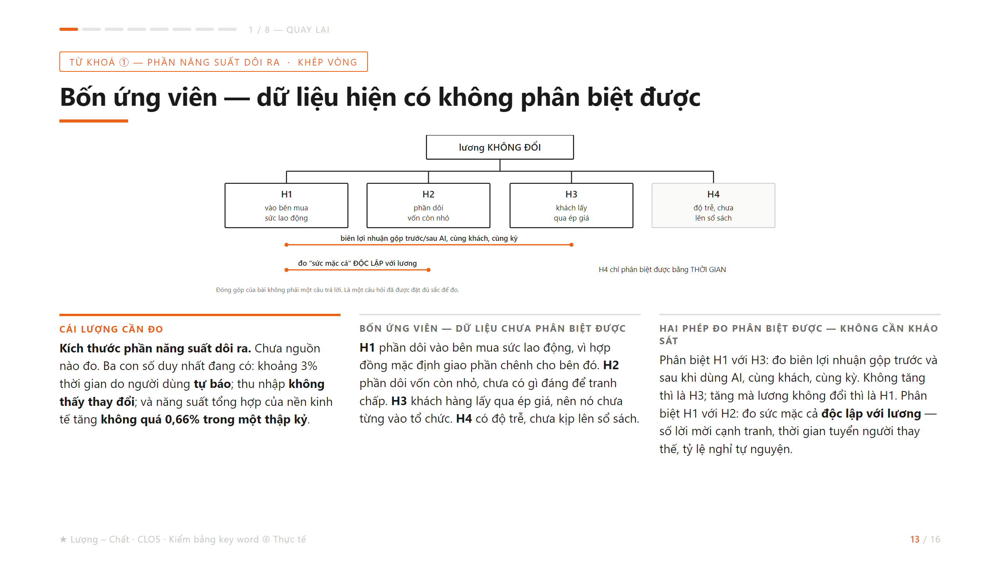 1 / 8 — QUAY LẠI
TỪ KHOÁ ① — PHẦN NĂNG SUẤT DÔI RA · KHÉP VÒNG
Bốn ứng viên — dữ liệu hiện có không phân biệt được
lương KHÔNG ĐỔI
H1
vào bên mua
sức lao động
H2
phần dôi
vốn còn nhỏ
H3
khách lấy
qua ép giá
H4
độ trễ, chưa
lên sổ sách
biên lợi nhuận gộp trước/sau AI, cùng khách, cùng kỳ
đo "sức mặc cả" ĐỘC LẬP với lương
H4 chỉ phân biệt được bằng THỜI GIAN
Đóng góp của bài không phải một câu trả lời. Là một câu hỏi đã được đặt đủ sắc để đo.
CÁI LƯỢNG CẦN ĐO
Kích thước phần năng suất dôi ra. Chưa nguồn
nào đo. Ba con số duy nhất đang có: khoảng 3%
thời gian do người dùng tự báo; thu nhập không
thấy thay đổi; và năng suất tổng hợp của nền kinh
tế tăng không quá 0,66% trong một thập kỷ.
BỐN ỨNG VIÊN — DỮ LIỆU CHƯA PHÂN BIỆT ĐƯỢC
H1 phần dôi vào bên mua sức lao động, vì hợp
đồng mặc định giao phần chênh cho bên đó. H2
phần dôi vốn còn nhỏ, chưa có gì đáng để tranh
chấp. H3 khách hàng lấy qua ép giá, nên nó chưa
từng vào tổ chức. H4 có độ trễ, chưa kịp lên sổ sách.
HAI PHÉP ĐO PHÂN BIỆT ĐƯỢC — KHÔNG CẦN KHẢO
SÁT
Phân biệt H1 với H3: đo biên lợi nhuận gộp trước và
sau khi dùng AI, cùng khách, cùng kỳ. Không tăng
thì là H3; tăng mà lương không đổi thì là H1. Phân
biệt H1 với H2: đo sức mặc cả độc lập với lương —
số lời mời cạnh tranh, thời gian tuyển người thay
thế, tỷ lệ nghỉ tự nguyện.
★ Lượng – Chất · CLO5 · Kiểm bằng key word ④ Thực tế
13 / 16